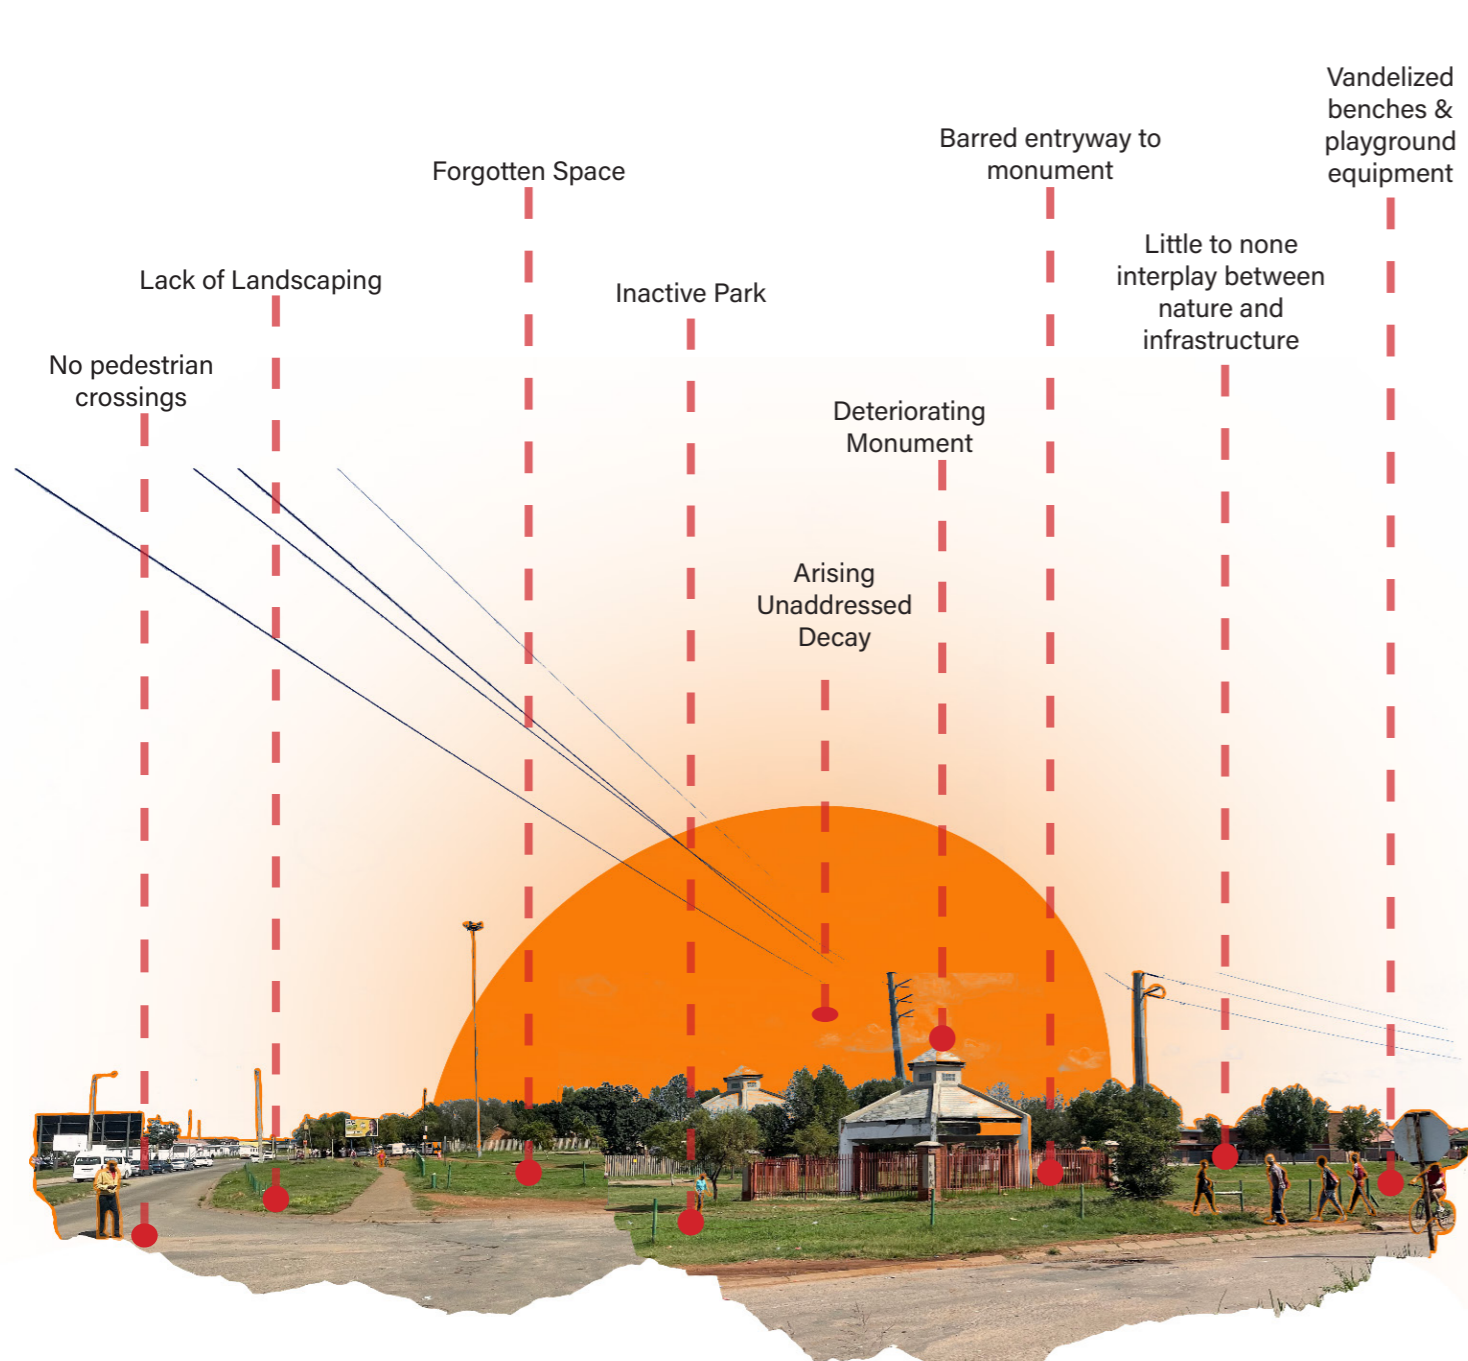 No pedestrian
crossings
Lack of Landscaping
Forgotten Space
Inactive Park
Arising
Unaddressed
Decay
Deteriorating
Monument
Barred entryway to
monument
Little to none
interplay between
nature and
infrastructure
Vandelized
benches &
playground
equipment